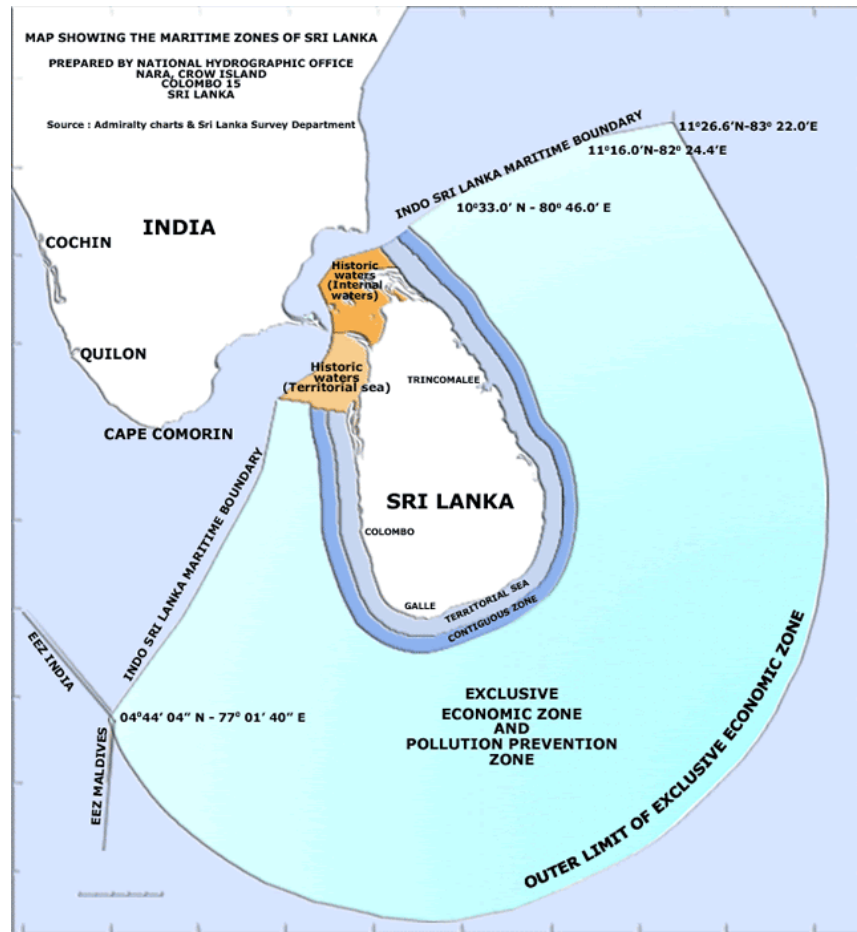 MAP SHOWING THE MARITIME ZONES OF SRI LANKA
PREPARED BY NATIONAL HYDROGRAPHIC OFFICE
NARA, CROW ISLAND
COLOMBO 15
SRI LANKA
Source : Admiralty charts & Sri Lanka Survey Department
INDO SRI LANKA MARITIME BOUNDARY
11°26.6'N-83° 22.0'E
11°16.0'N-82° 24.4'E
10°33.0' N - 80° 46.0' E
INDIA
COCHIN
QUILON
CAPE COMORIN
Historic
waters
(Internal
waters)
Historic
waters
(Territorial sea)
TRINCOMALEE
SRI LANKA
COLOMBO
GALLE
TERRITORIAL SEA
CONTIGUOUS ZONE
INDO SRI LANKA MARITIME BOUNDARY
EEZ INDIA
EEZ MALDIVES
04°44' 04" N - 77° 01' 40" E
EXCLUSIVE
ECONOMIC ZONE
AND
POLLUTION PREVENTION
ZONE
OUTER LIMIT OF EXCLUSIVE ECONOMIC ZONE